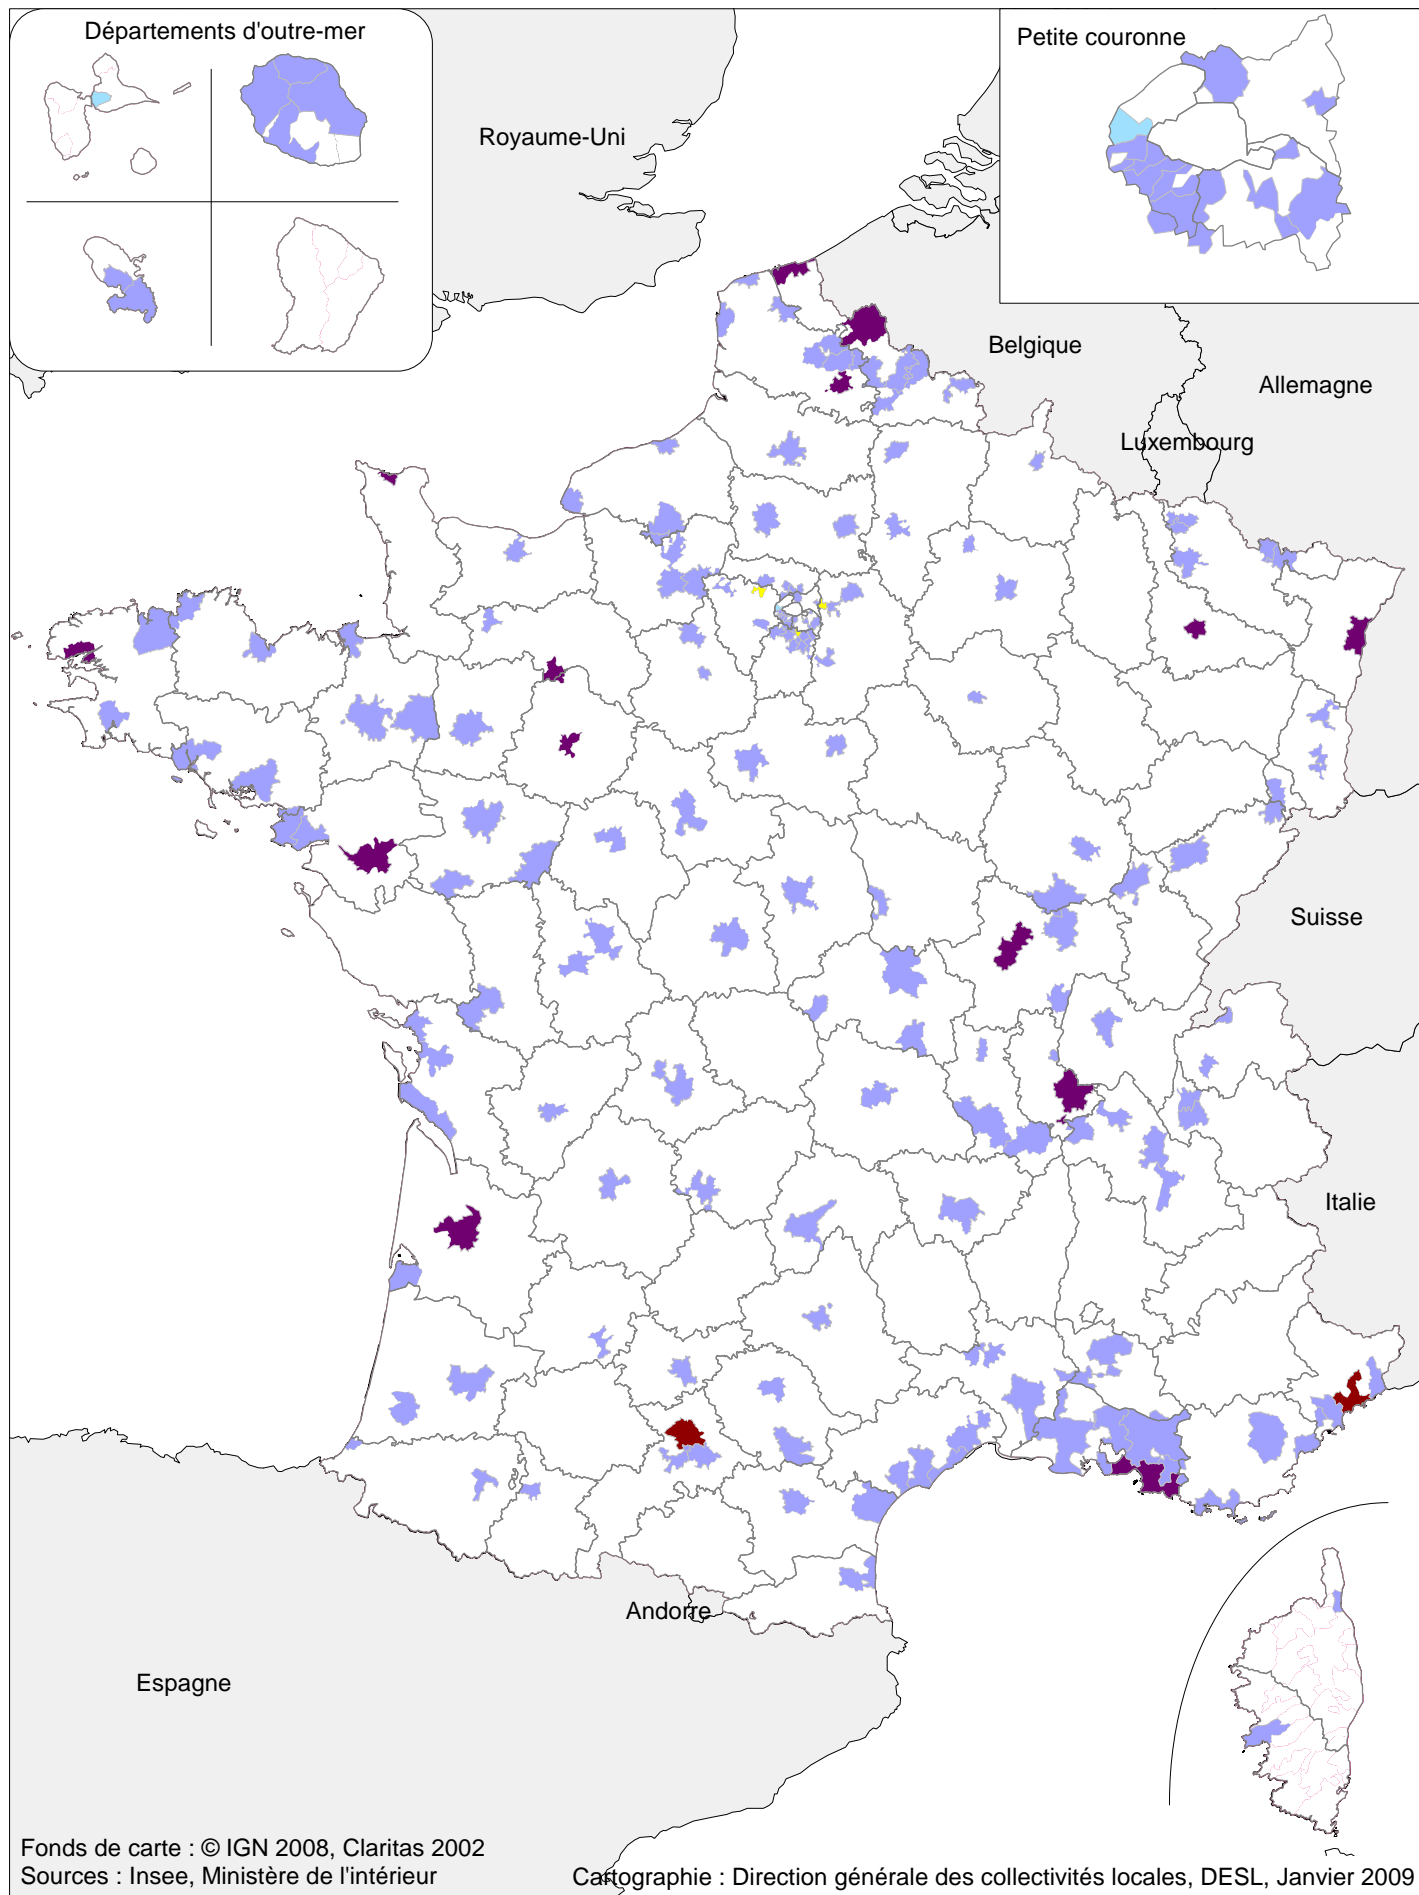 Départements d'outre-mer
Petite couronne
Royaume-Uni
Belgique
Allemagne
Luxembourg
Suisse
Italie
Andorre
Espagne
Fonds de carte : © IGN 2008, Claritas 2002
Sources : Insee, Ministère de l'intérieur
Cartographie : Direction générale des collectivités locales, DESL, Janvier 2009